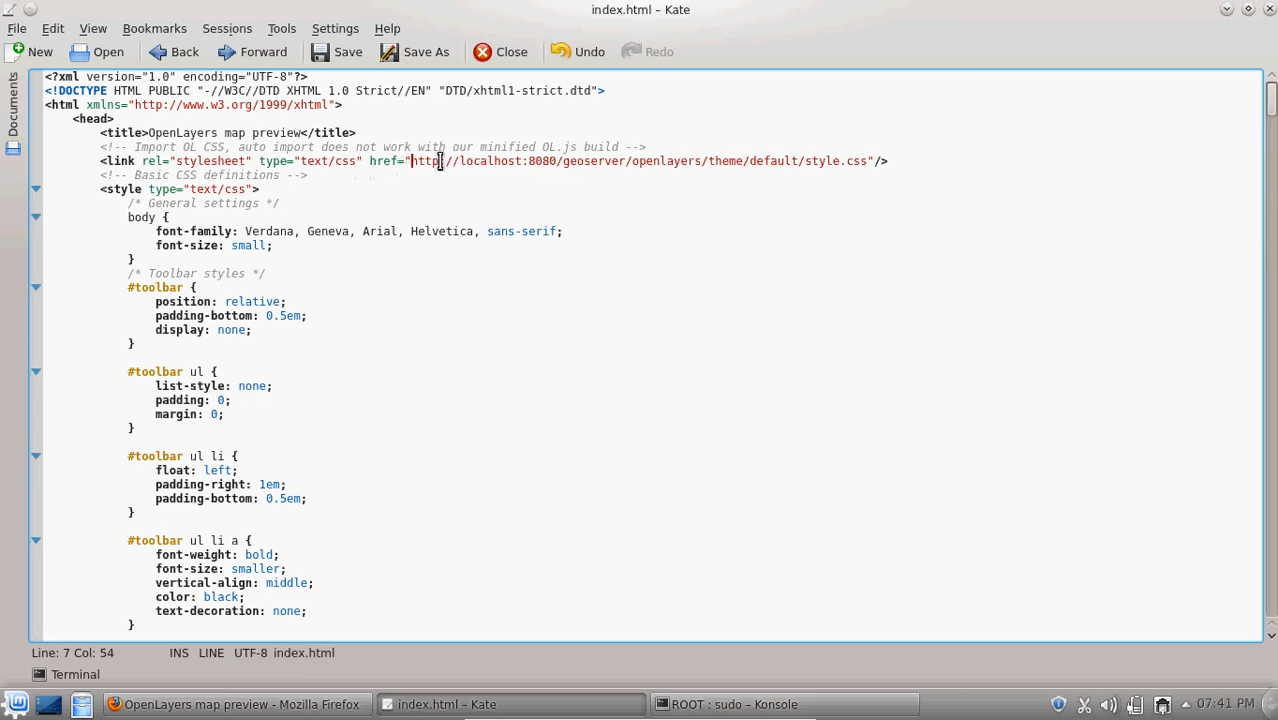 index.html – Kate
File Edit View Bookmarks Sessions Tools Settings Help
New Open Back Forward Save Save As Close Undo Redo
Documents
<?xml version="1.0" encoding="UTF-8"?>
<!DOCTYPE HTML PUBLIC "-//W3C//DTD XHTML 1.0 Strict//EN" "DTD/xhtml1-strict.dtd">
<html xmlns="http://www.w3.org/1999/xhtml">
<head>
<title>OpenLayers map preview</title>
<!-- Import OL CSS, auto import does not work with our minified OL.js build -->
<link rel="stylesheet" type="text/css" href="http://localhost:8080/geoserver/openlayers/theme/default/style.css"/>
<!-- Basic CSS definitions -->
<style type="text/css">
/* General settings */
body {
font-family: Verdana, Geneva, Arial, Helvetica, sans-serif;
font-size: small;
}
/* Toolbar styles */
#toolbar {
position: relative;
padding-bottom: 0.5em;
display: none;
}
#toolbar ul {
list-style: none;
padding: 0;
margin: 0;
}
#toolbar ul li {
float: left;
padding-right: 1em;
padding-bottom: 0.5em;
}
#toolbar ul li a {
font-weight: bold;
font-size: smaller;
vertical-align: middle;
color: black;
text-decoration: none;
}
Line: 7 Col: 54 INS LINE UTF-8 index.html
Terminal
OpenLayers map preview - Mozilla Firefox index.html – Kate ROOT : sudo – Konsole 07:41 PM